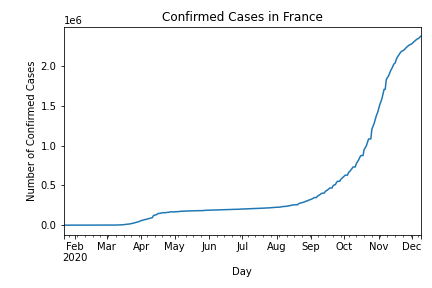 Confirmed Cases in France
1e6
2.0
1.5
1.0
0.5
0.0
Number of Confirmed Cases
Feb Mar Apr May Jun Jul Aug Sep Oct Nov Dec
2020
Day